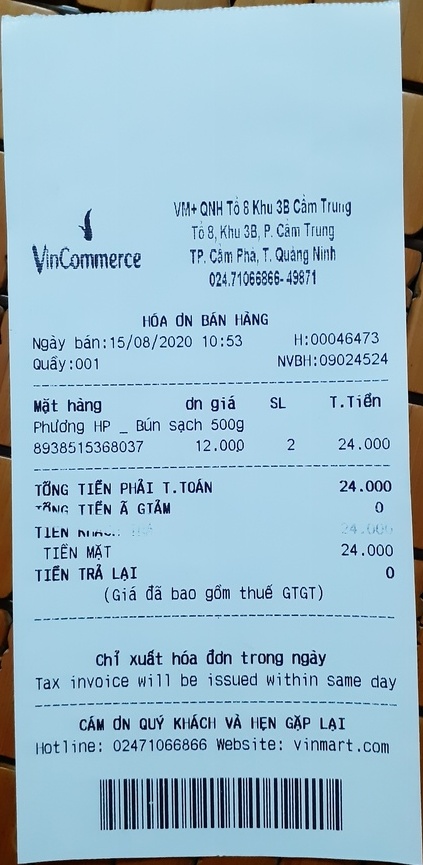 VinCommerce
VM+ QNH Tổ 8 Khu 3B Cẩm Trung
Tổ 8, Khu 3B, P. Cẩm Trung
TP. Cẩm Phả, T. Quảng Ninh
024.71066866-49871
HÓA ƠN BÁN HÀNG
Ngày bán:15/08/2020 10:53 H:00046473
Quầy:001 NVBH:09024524
Mặt hàng ơn giá SL T.Tiền
Phương HP _ Bún sạch 500g
8938515368037 12.000 2 24.000
TỔNG TIỀN PHẢI T.TOÁN 24.000
TỔNG TIỀN Ã GIẢM 0
TIỀN 24.000
TIỀN MẶT 24.000
TIỀN TRẢ LẠI 0
(Giá đã bao gồm thuế GTGT)
Chỉ xuất hóa đơn trong ngày
Tax invoice will be issued within same day
CÁM ƠN QUÝ KHÁCH VÀ HẸN GẶP LẠI
Hotline: 02471066866 Website: vinmart.com